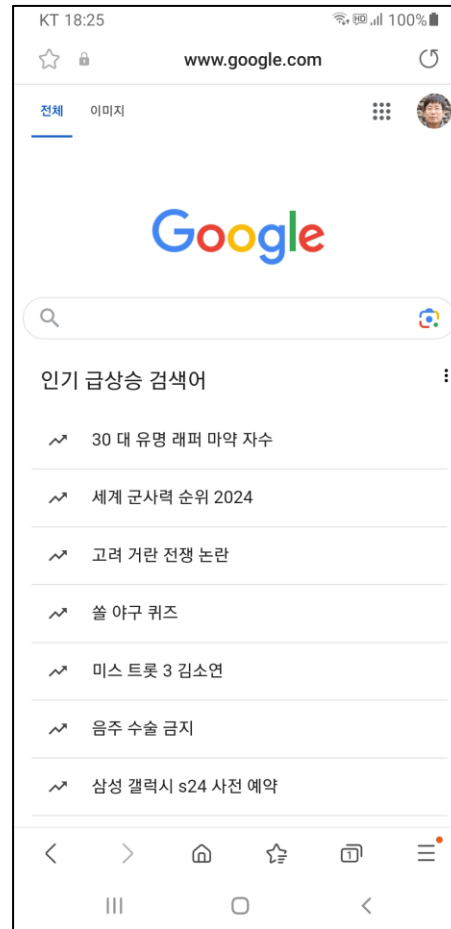 KT 18:25 HD 100%
www.google.com
전체 이미지
Google
인기 급상승 검색어
30 대 유명 래퍼 마약 자수
세계 군사력 순위 2024
고려 거란 전쟁 논란
쏠 야구 퀴즈
미스 트롯 3 김소연
음주 수술 금지
삼성 갤럭시 s24 사전 예약
1